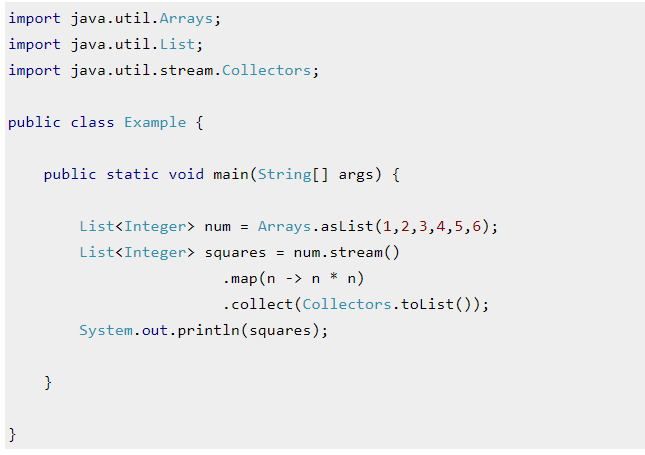 import java.util.Arrays;
import java.util.List;
import java.util.stream.Collectors;
public class Example {
public static void main(String[] args) {
List<Integer> num = Arrays.asList(1,2,3,4,5,6);
List<Integer> squares = num.stream()
.map(n -> n * n)
.collect(Collectors.toList());
System.out.println(squares);
}
}